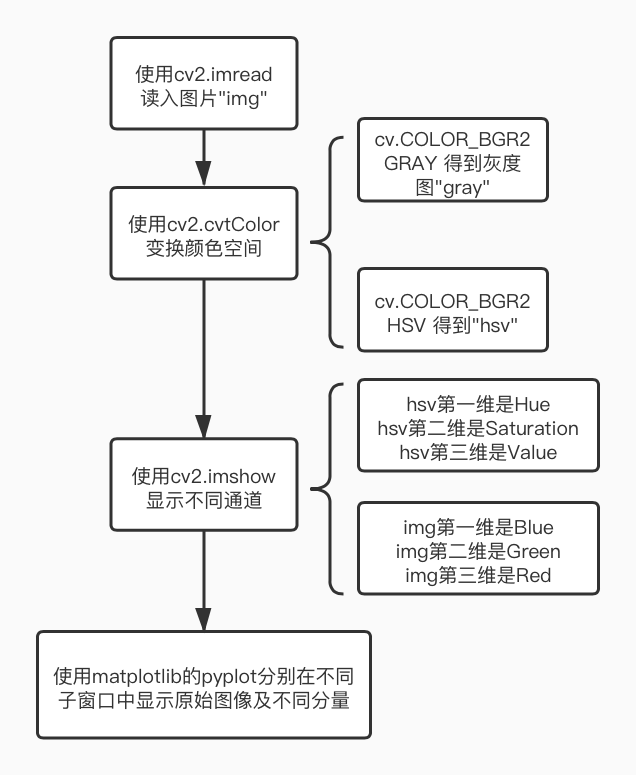 使用cv2.imread
读入图片"img"
cv.COLOR_BGR2
GRAY 得到灰度
图"gray"
使用cv2.cvtColor
变换颜色空间
cv.COLOR_BGR2
HSV 得到"hsv"
hsv第一维是Hue
hsv第二维是Saturation
hsv第三维是Value
使用cv2.imshow
显示不同通道
img第一维是Blue
img第二维是Green
img第三维是Red
使用matplotlib的pyplot分别在不同
子窗口中显示原始图像及不同分量